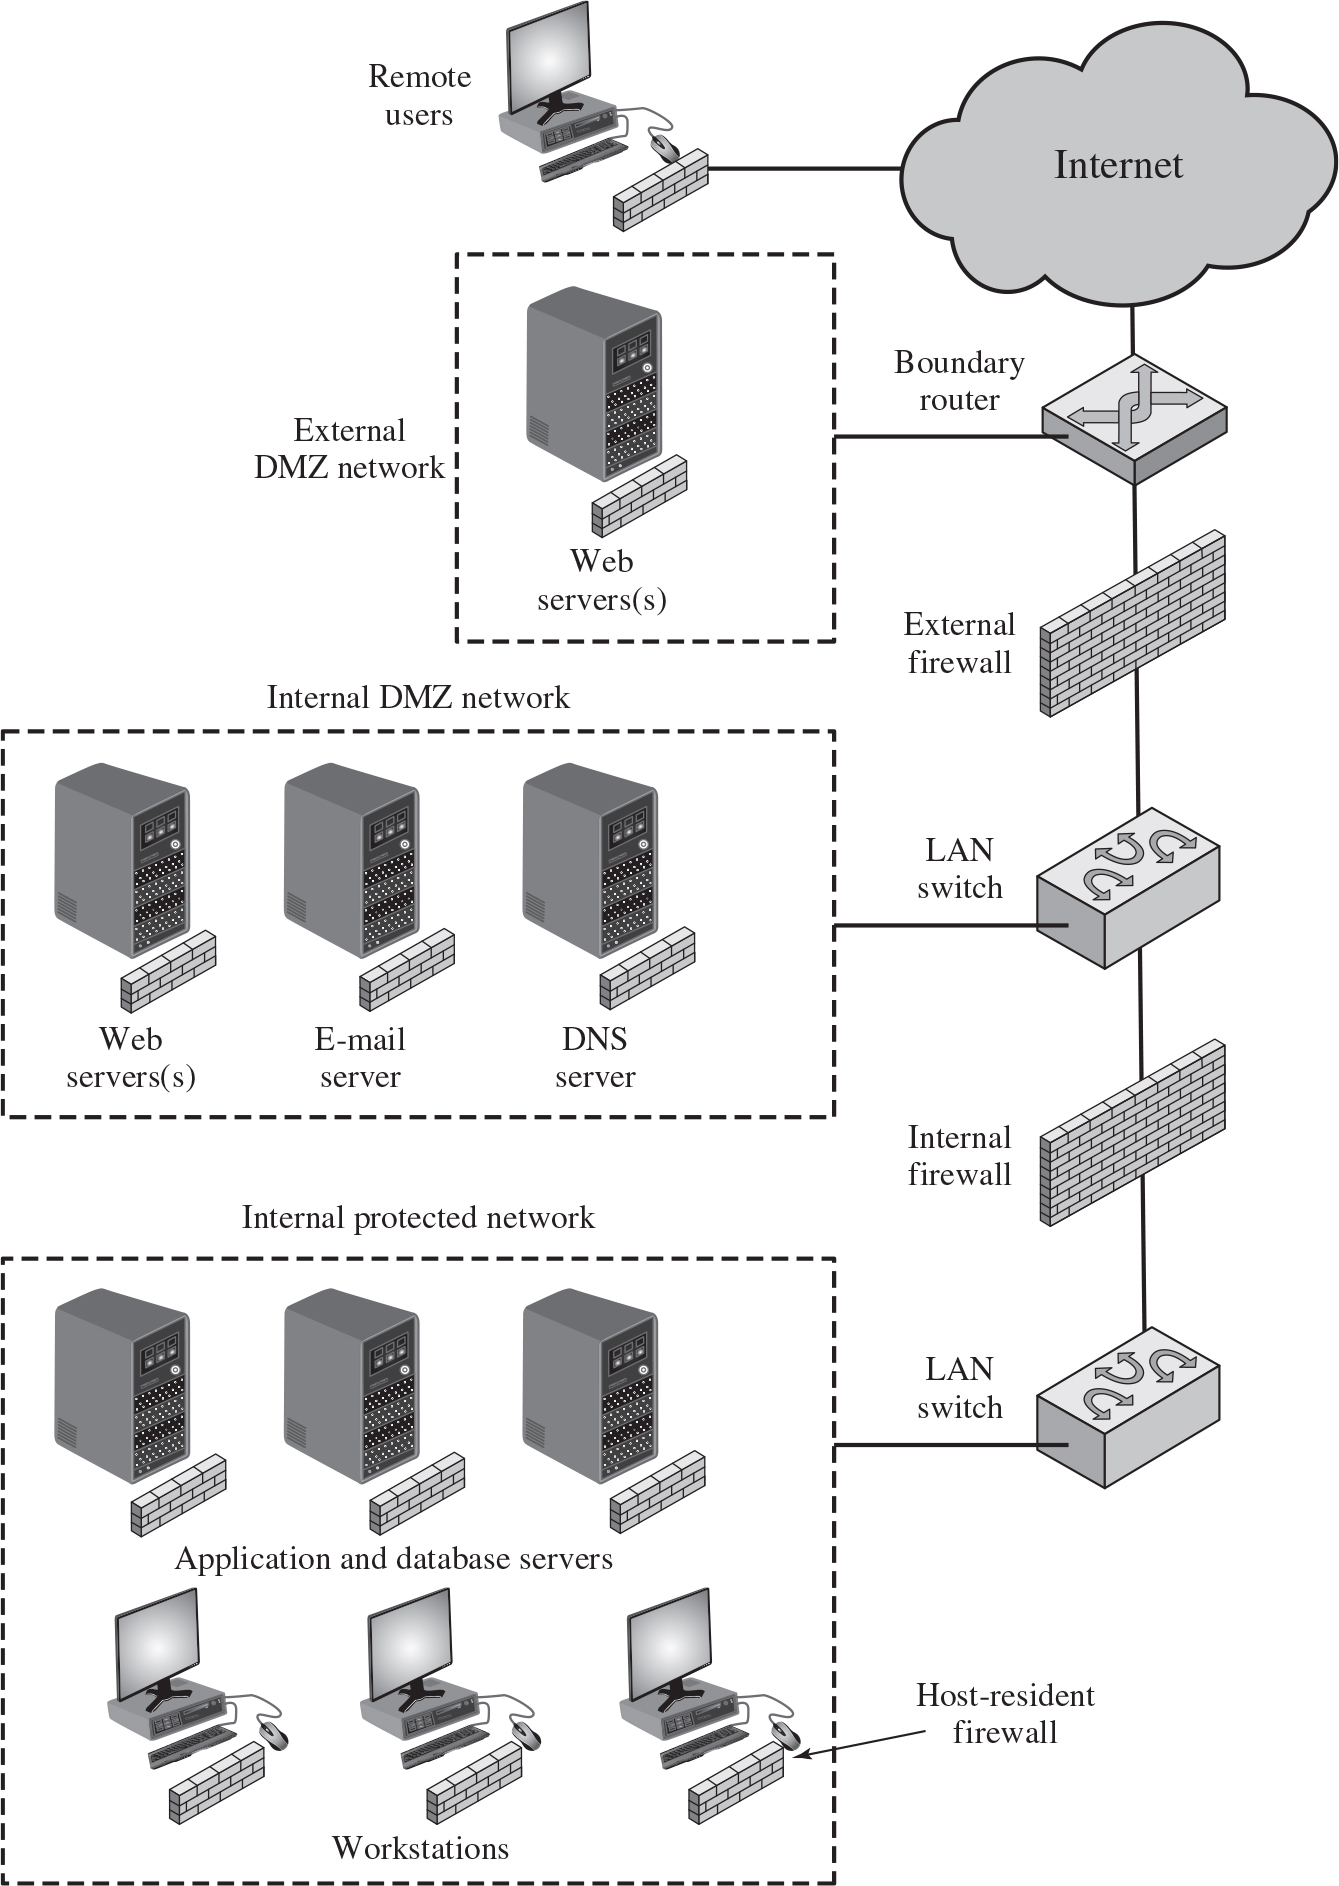 Remote
users
Internet
Boundary
router
External
DMZ network
Web
servers(s)
External
firewall
Internal DMZ network
LAN
switch
Web
servers(s)
E-mail
server
DNS
server
Internal
firewall
Internal protected network
LAN
switch
Application and database servers
Host-resident
firewall
Workstations